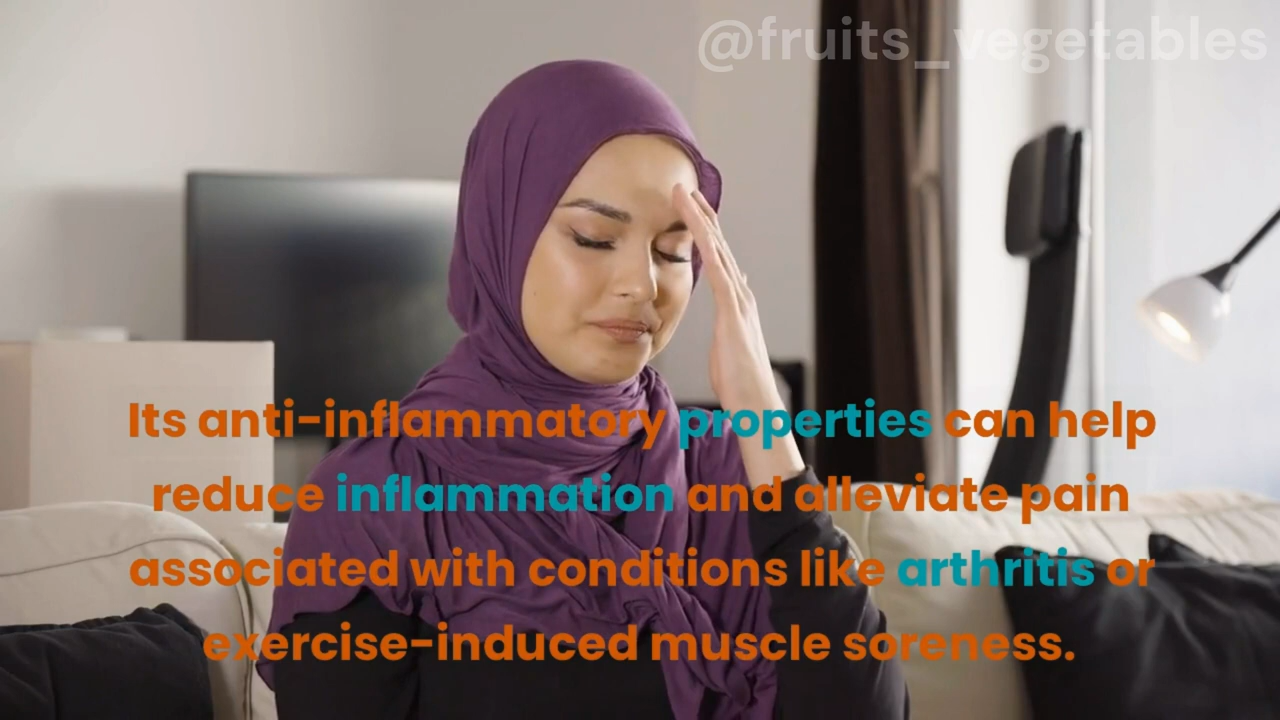 @fruits_vegetables
Its anti-inflammatory properties can help
reduce inflammation and alleviate pain
associated with conditions like arthritis or
exercise-induced muscle soreness.